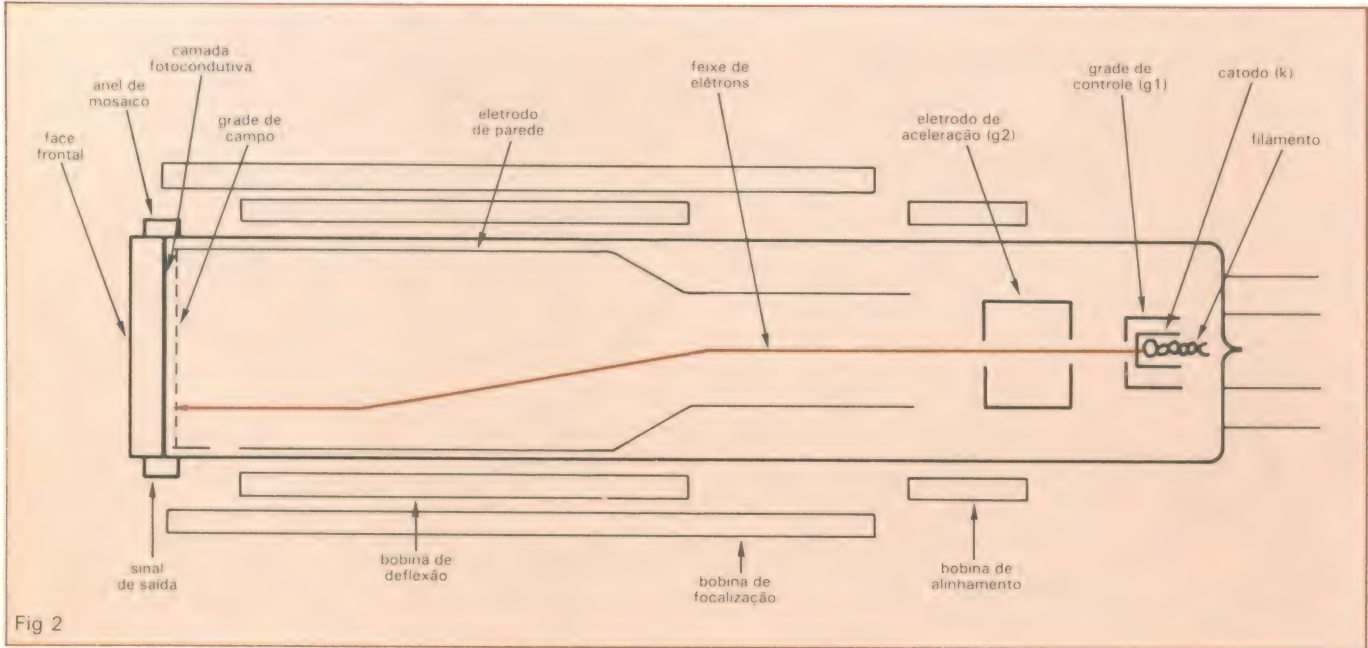 camada
fotocondutiva
anel de
mosaico
grade de
campo
face
frontal
eletrodo
de parede
feixe de
elétrons
eletrodo de
aceleração (g2)
grade de
controle (g1)
catodo (k)
filamento
sinal
de saída
bobina de
deflexão
bobina de
focalização
bobina de
alinhamento
Fig 2